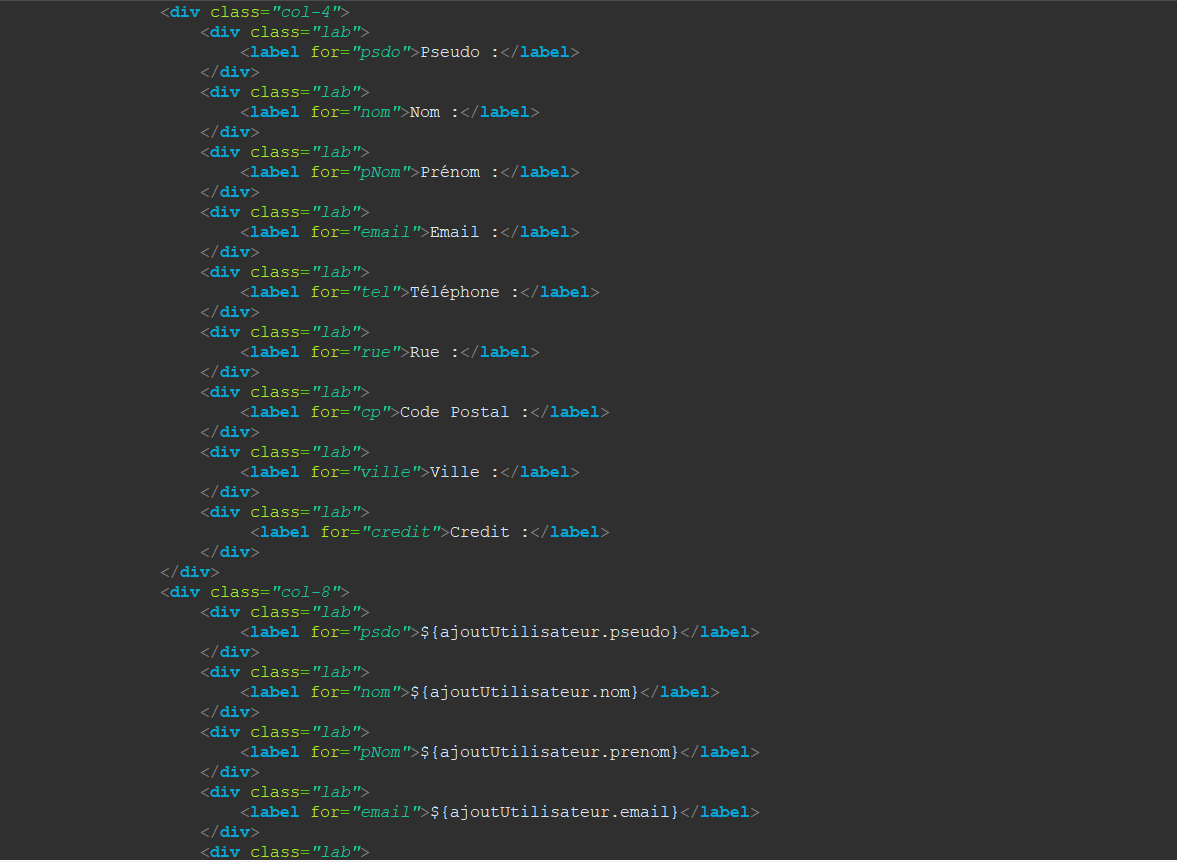 <div class="col-4">
<div class="lab">
<label for="psdo">Pseudo :</label>
</div>
<div class="lab">
<label for="nom">Nom :</label>
</div>
<div class="lab">
<label for="pNom">Prénom :</label>
</div>
<div class="lab">
<label for="email">Email :</label>
</div>
<div class="lab">
<label for="tel">Téléphone :</label>
</div>
<div class="lab">
<label for="rue">Rue :</label>
</div>
<div class="lab">
<label for="cp">Code Postal :</label>
</div>
<div class="lab">
<label for="ville">Ville :</label>
</div>
<div class="lab">
<label for="credit">Credit :</label>
</div>
</div>
<div class="col-8">
<div class="lab">
<label for="psdo">${ajoutUtilisateur.pseudo}</label>
</div>
<div class="lab">
<label for="nom">${ajoutUtilisateur.nom}</label>
</div>
<div class="lab">
<label for="pNom">${ajoutUtilisateur.prenom}</label>
</div>
<div class="lab">
<label for="email">${ajoutUtilisateur.email}</label>
</div>
<div class="lab">